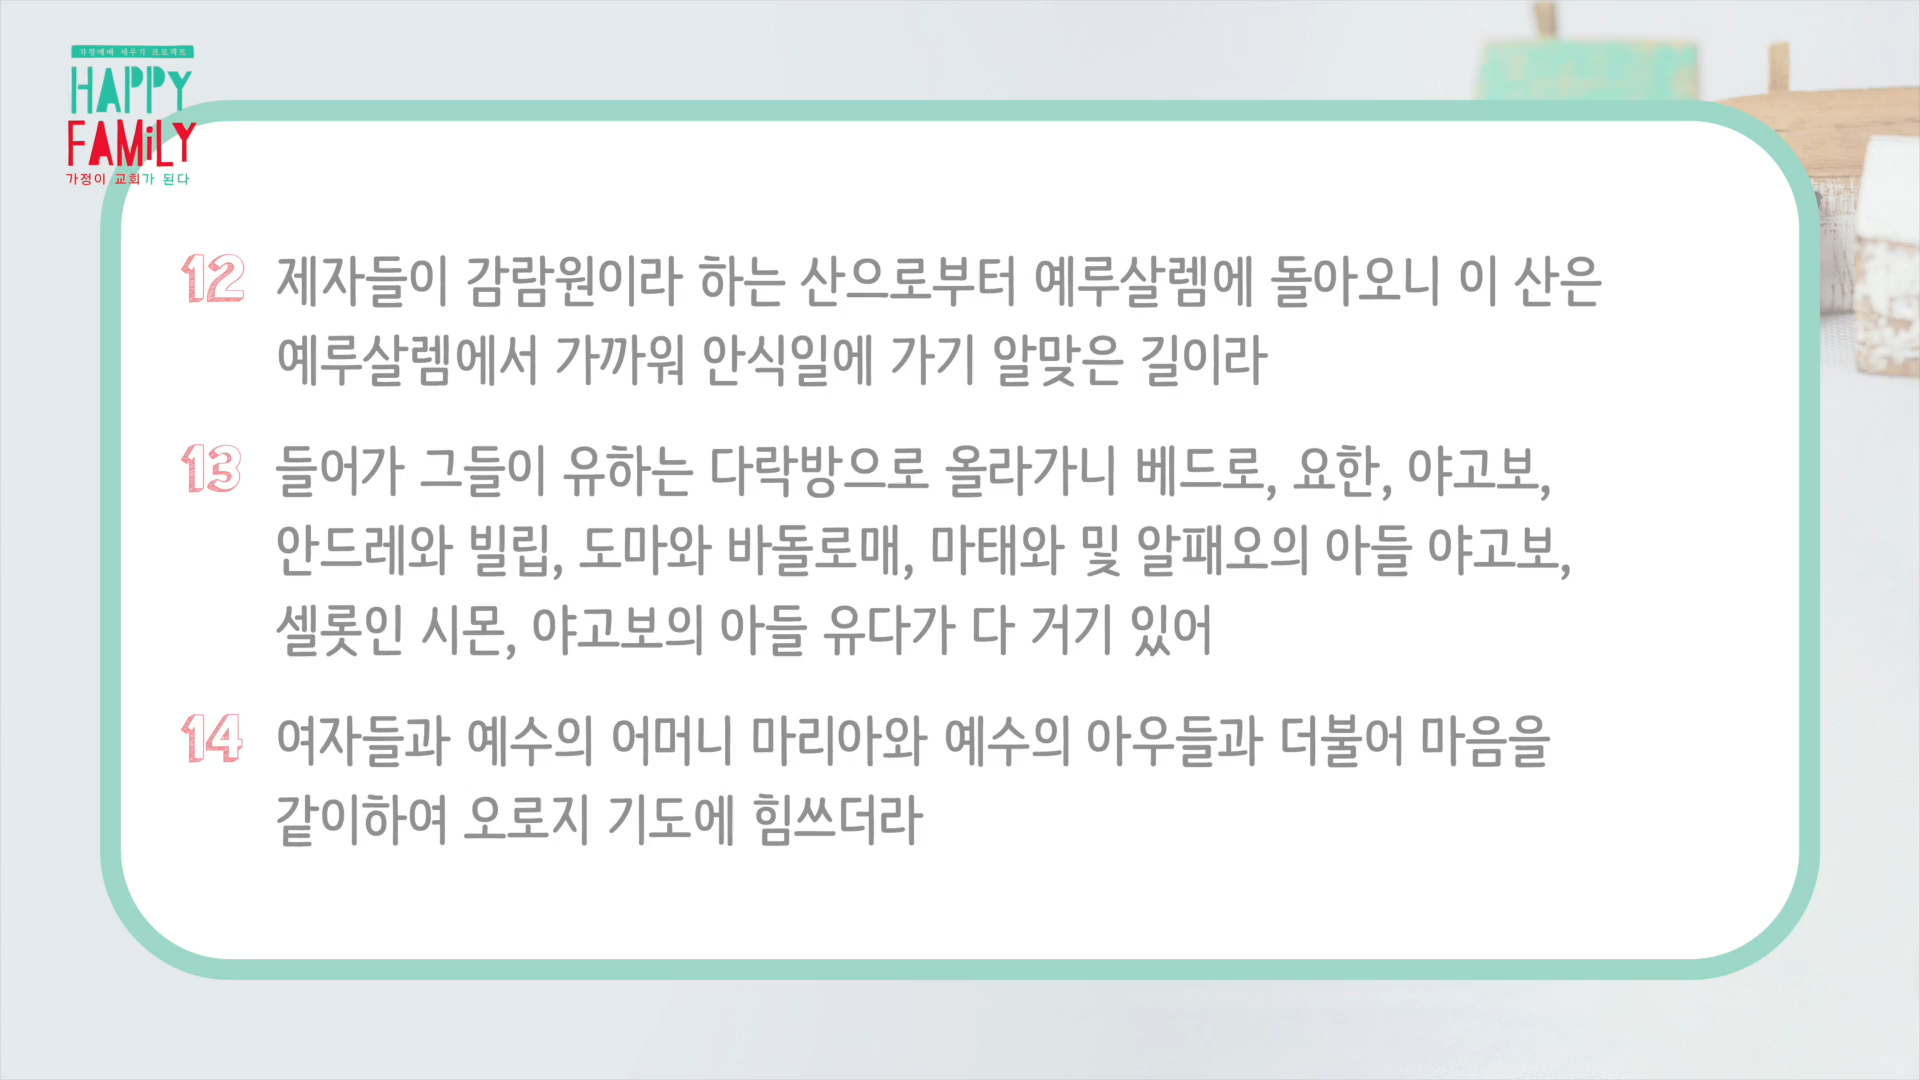 가정예배 세우기 프로젝트
HAPPY
FAMiLY
가정이 교회가 된다
12 제자들이 감람원이라 하는 산으로부터 예루살렘에 돌아오니 이 산은
예루살렘에서 가까워 안식일에 가기 알맞은 길이라
13 들어가 그들이 유하는 다락방으로 올라가니 베드로, 요한, 야고보,
안드레와 빌립, 도마와 바돌로매, 마태와 및 알패오의 아들 야고보,
셀롯인 시몬, 야고보의 아들 유다가 다 거기 있어
14 여자들과 예수의 어머니 마리아와 예수의 아우들과 더불어 마음을
같이하여 오로지 기도에 힘쓰더라